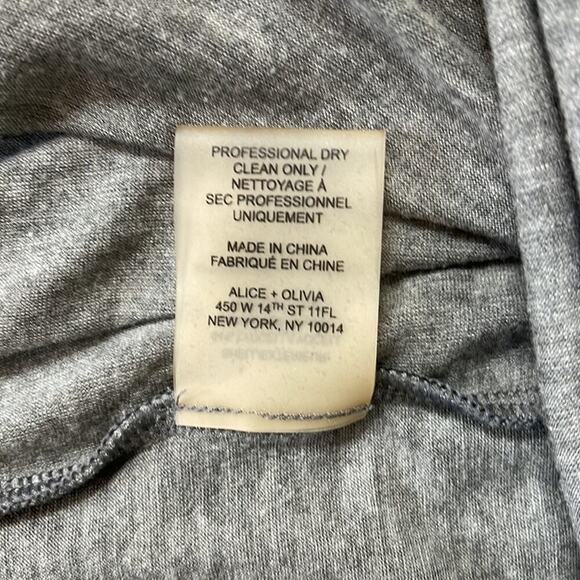 PROFESSIONAL DRY
CLEAN ONLY /
NETTOYAGE À
SEC PROFESSIONNEL
UNIQUEMENT
MADE IN CHINA
FABRIQUÉ EN CHINE
ALICE + OLIVIA
450 W 14TH ST 11FL
NEW YORK, NY 10014